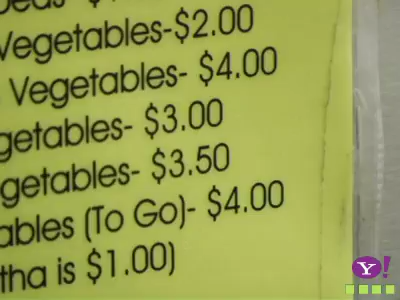 Vegetables-$2.00
Vegetables- $4.00
getables- $3.00
getables- $3.50
ables (To Go)- $4.00
tha is $1.00)
Y!